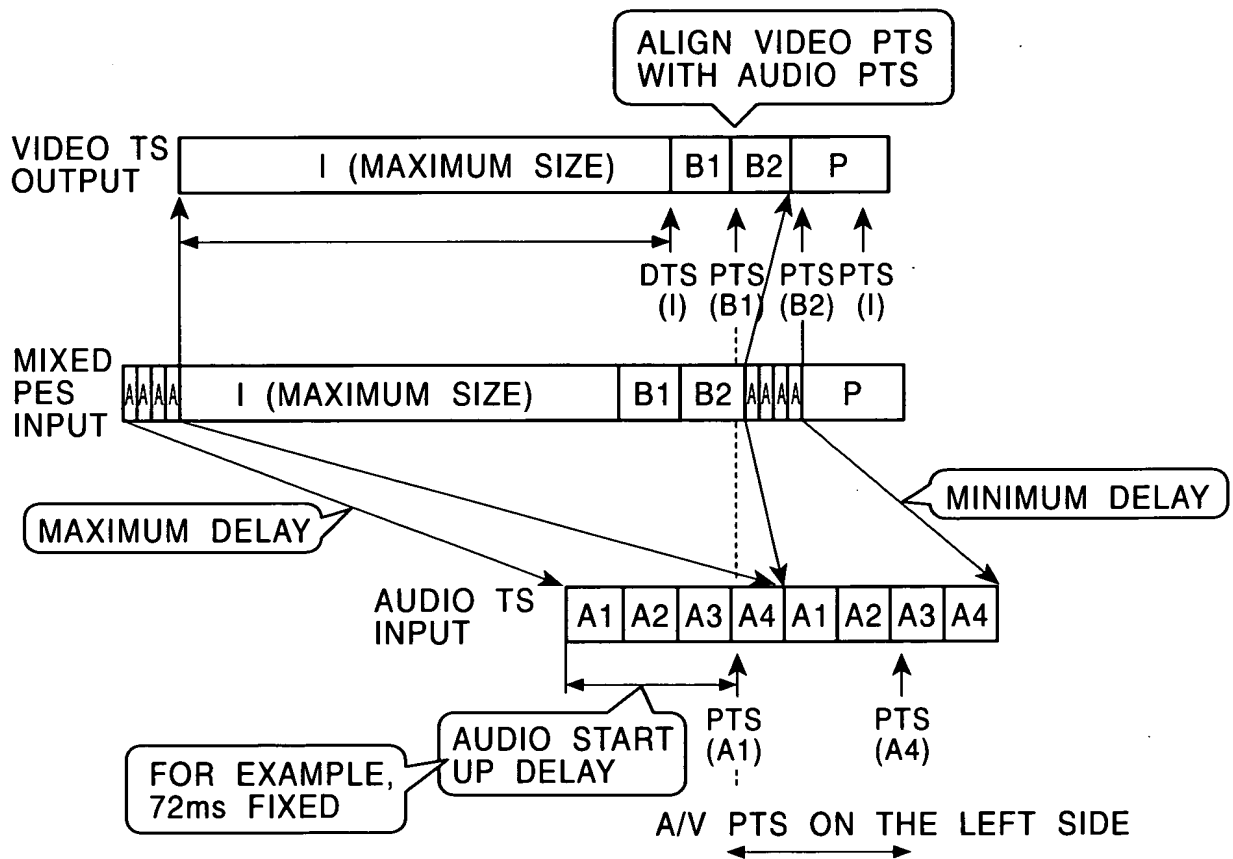 ALIGN VIDEO PTS
WITH AUDIO PTS
VIDEO TS
OUTPUT
I (MAXIMUM SIZE) B1 B2 P
DTS PTS PTS PTS
(I) (B1) (B2) (I)
MIXED
PES
INPUT
A A A A I (MAXIMUM SIZE) B1 B2 A A A A P
MAXIMUM DELAY
MINIMUM DELAY
AUDIO TS
INPUT
A1 A2 A3 A4 A1 A2 A3 A4
PTS
(A1)
PTS
(A4)
AUDIO START
UP DELAY
FOR EXAMPLE,
72ms FIXED
A/V PTS ON THE LEFT SIDE